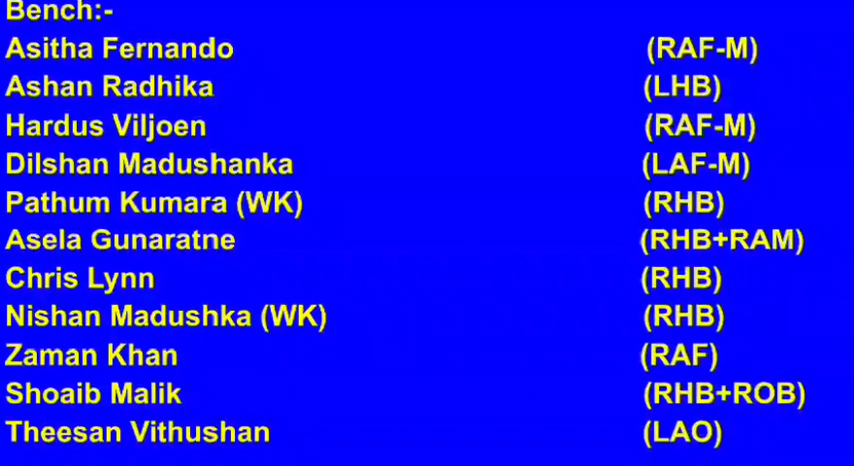 Bench:-
Asitha Fernando (RAF-M)
Ashan Radhika (LHB)
Hardus Viljoen (RAF-M)
Dilshan Madushanka (LAF-M)
Pathum Kumara (WK) (RHB)
Asela Gunaratne (RHB+RAM)
Chris Lynn (RHB)
Nishan Madushka (WK) (RHB)
Zaman Khan (RAF)
Shoaib Malik (RHB+ROB)
Theesan Vithushan (LAO)